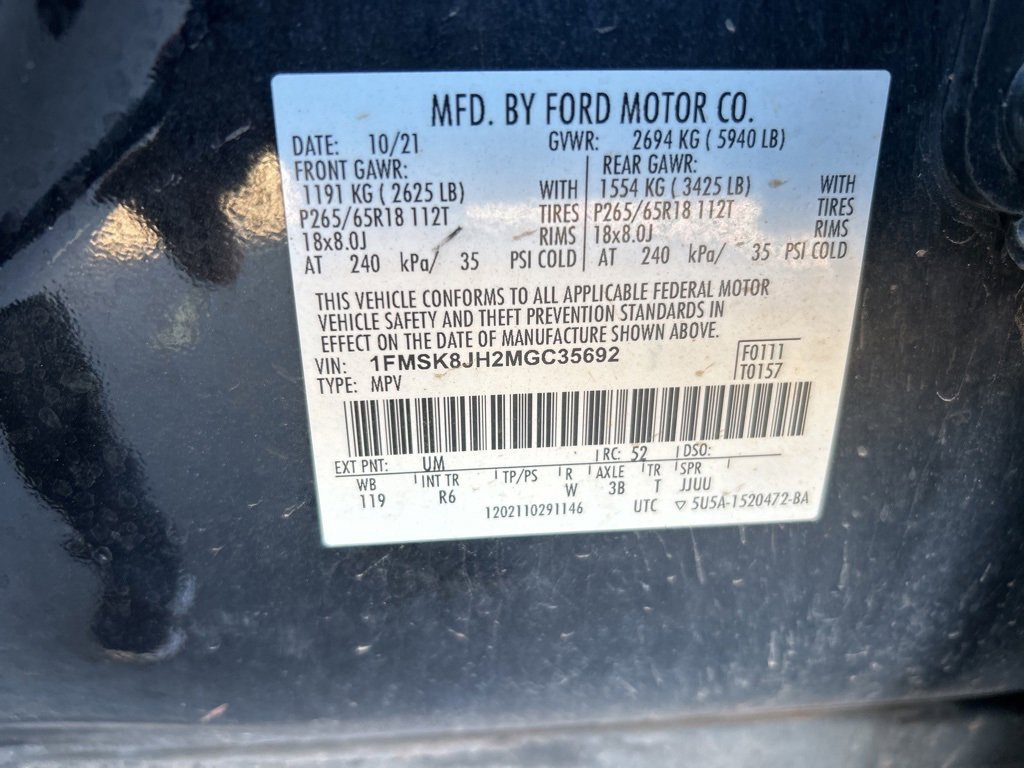 MFD. BY FORD MOTOR CO.
DATE: 10/21 GVWR: 2694 KG ( 5940 LB)
FRONT GAWR: REAR GAWR:
1191 KG ( 2625 LB) WITH 1554 KG ( 3425 LB) WITH
P265/65R18 112T TIRES P265/65R18 112T TIRES
18x8.0J RIMS 18x8.0J RIMS
AT 240 kPa/ 35 PSI COLD AT 240 kPa/ 35 PSI COLD
THIS VEHICLE CONFORMS TO ALL APPLICABLE FEDERAL MOTOR
VEHICLE SAFETY AND THEFT PREVENTION STANDARDS IN
EFFECT ON THE DATE OF MANUFACTURE SHOWN ABOVE.
VIN: 1FMSK8JH2MGC35692 F0111
TYPE: MPV T0157
EXT PNT: UM RC: 52 DSO:
WB INT TR TP/PS R AXLE TR SPR
119 R6 W 3B T JJUU
1202110291146 UTC ▽ 5U5A-1520472-BA